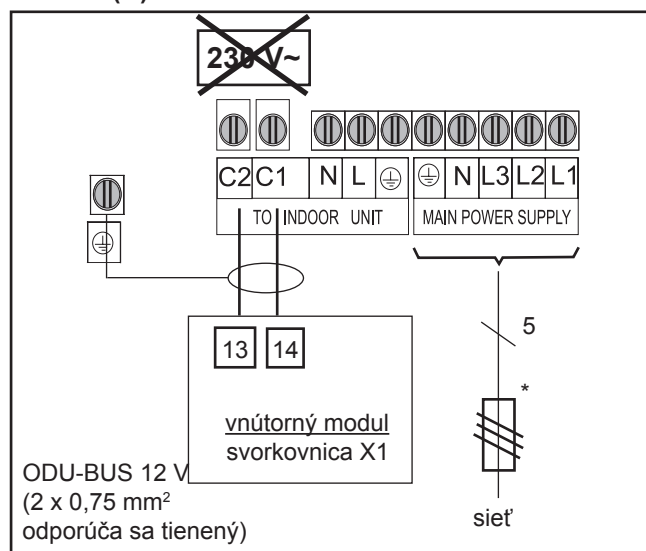 230 V~
C2 C1 N L N L3 L2 L1
TO INDOOR UNIT MAIN POWER SUPPLY
5
13 14
*
vnútorný modul
svorkovnica X1
ODU-BUS 12 V
(2 x 0,75 mm²
odporúča sa tienený)
sieť